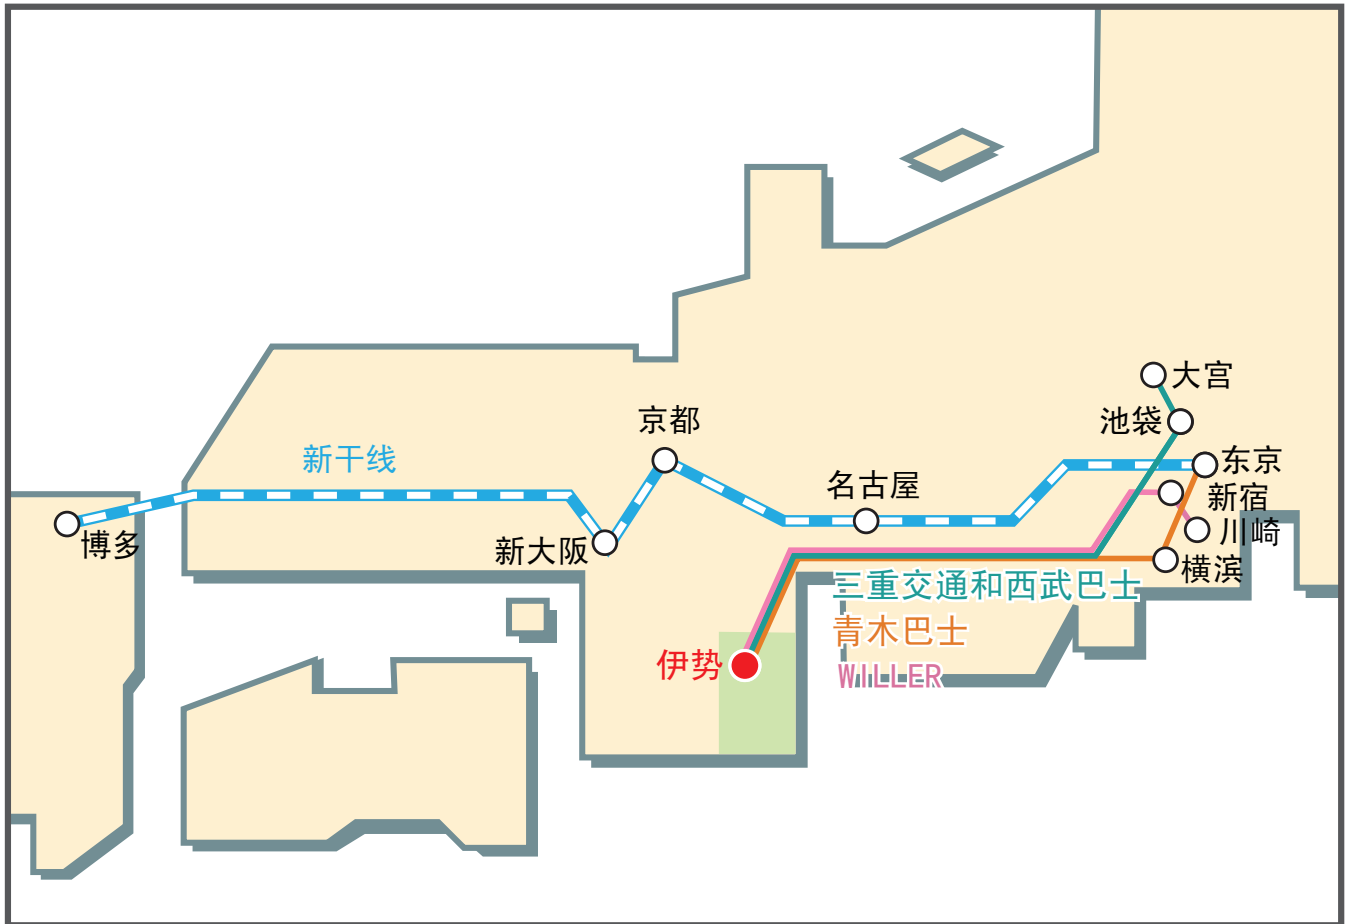 大宫
池袋
京都
东京
新干线
名古屋
新宿
川崎
博多
新大阪
横滨
三重交通和西武巴士
青木巴士
伊势
WILLER